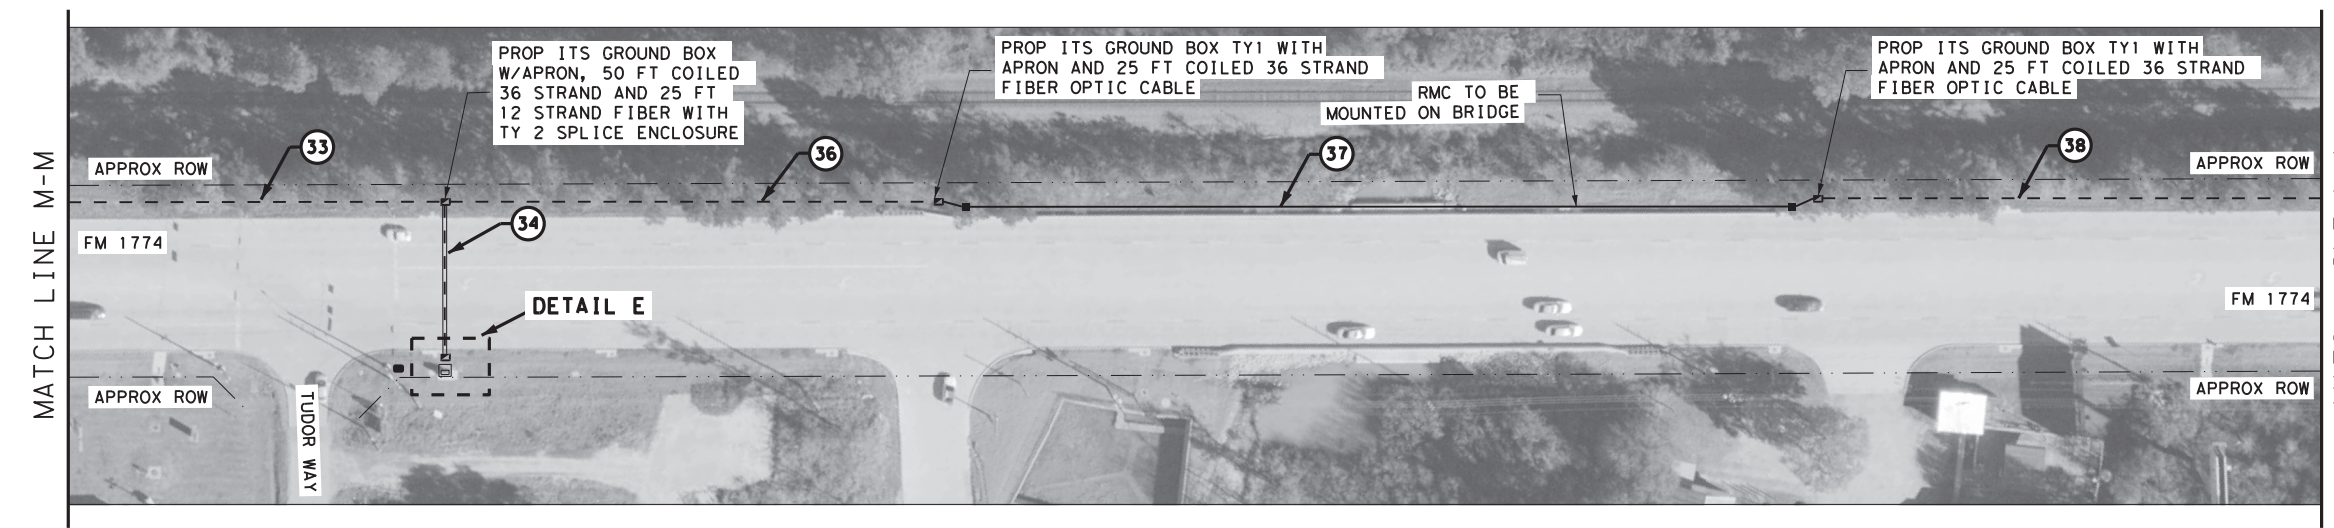 MATCH LINE M-M
PROP ITS GROUND BOX
W/APRON, 50 FT COILED
36 STRAND AND 25 FT
12 STRAND FIBER WITH
TY 2 SPLICE ENCLOSURE
PROP ITS GROUND BOX TY1 WITH
APRON AND 25 FT COILED 36 STRAND
FIBER OPTIC CABLE
RMC TO BE
MOUNTED ON BRIDGE
PROP ITS GROUND BOX TY1 WITH
APRON AND 25 FT COILED 36 STRAND
FIBER OPTIC CABLE
33
36
37
38
APPROX ROW
APPROX ROW
34
FM 1774
DETAIL E
FM 1774
APPROX ROW
TUDOR WAY
APPROX ROW